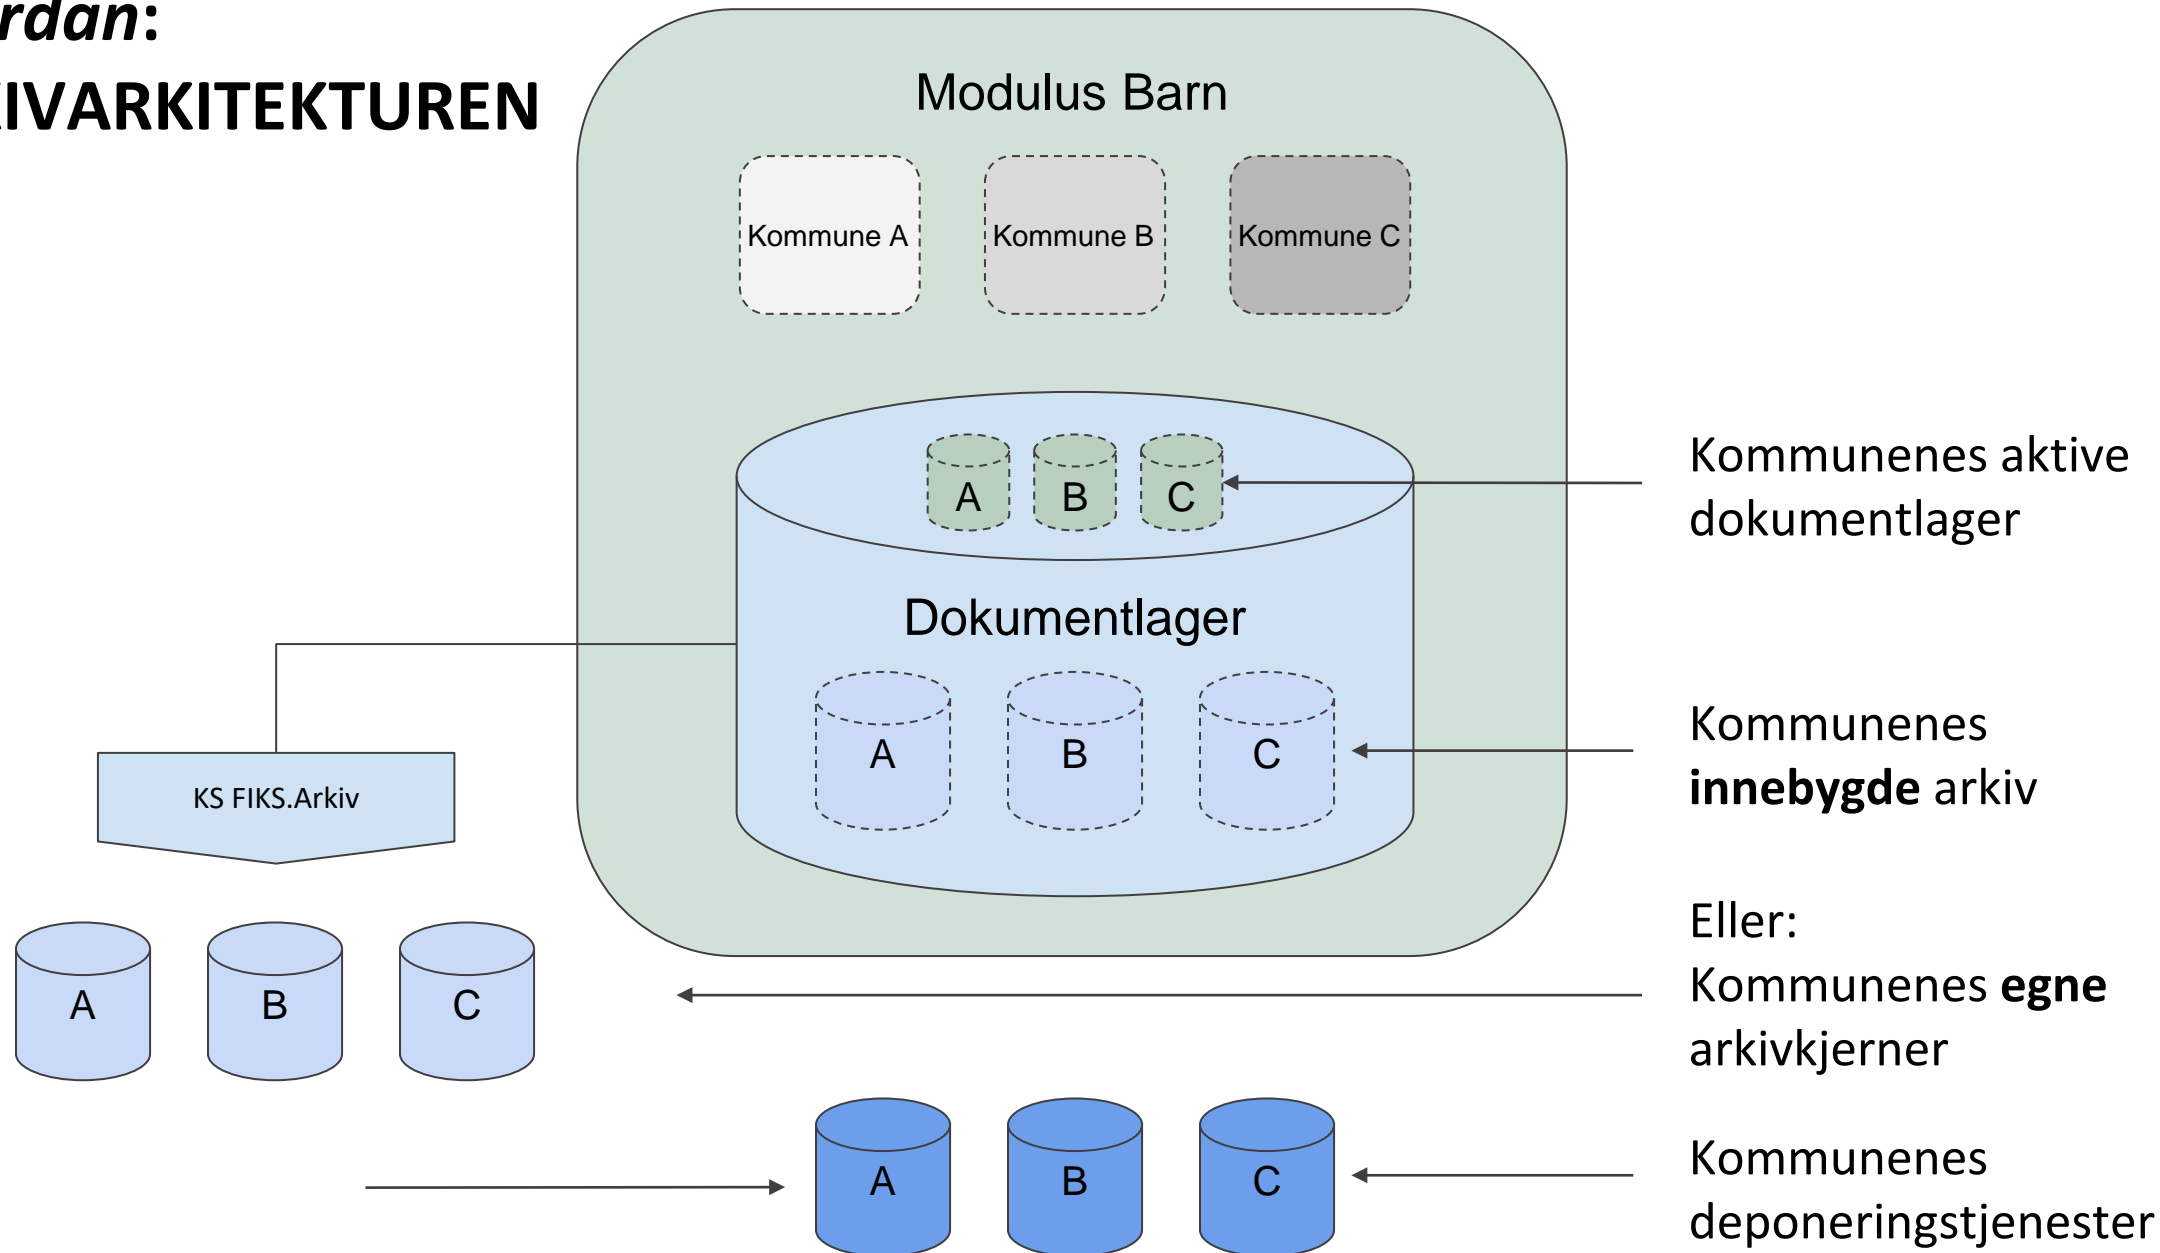 rdan:
IVARKITEKTUREN
Modulus Barn
Kommune A
Kommune B
Kommune C
A
B
C
Kommunenes aktive
dokumentlager
Dokumentlager
A
B
C
Kommunenes
innebygde arkiv
KS FIKS.Arkiv
A
B
C
Eller:
Kommunenes egne
arkivkjerner
A
B
C
Kommunenes
deponeringstjenester